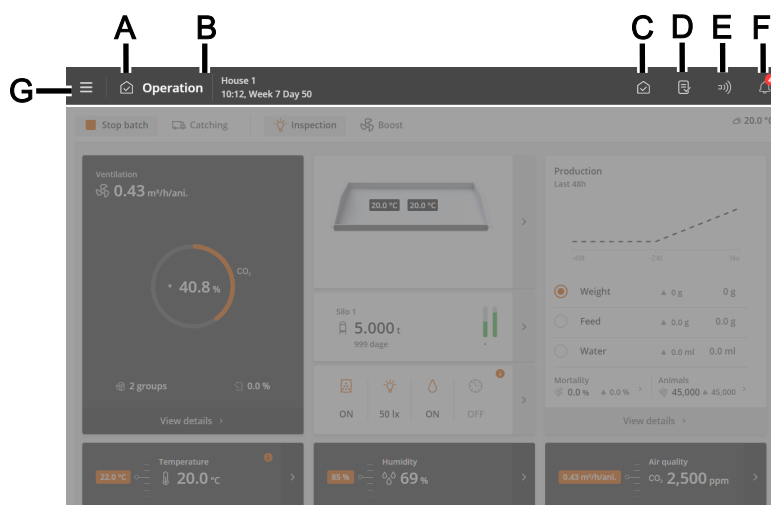 A B C D E F
G
Operation
House 1
10:12, Week 7 Day 50
Stop batch Catching Inspection Boost
20.0 °C
Ventilation
0.43 m³/h/ani.
CO₂
40.8 %
2 groups 0.0 %
View details
20.0 °C 20.0 °C
Silo 1
5.000 t
999 dage
ON 50 lx ON OFF
Production
Last 48h
-48t -24t Nu
Weight 0 g 0 g
Feed 0.0 g 0.0 g
Water 0.0 ml 0.0 ml
Mortality
0.0 % 0.0 %
Animals
45,000 45,000
View details
Temperature
22.0 °C 20.0 °C
Humidity
85 % 69 %
Air quality
0.43 m³/h/ani. CO₂ 2,500 ppm